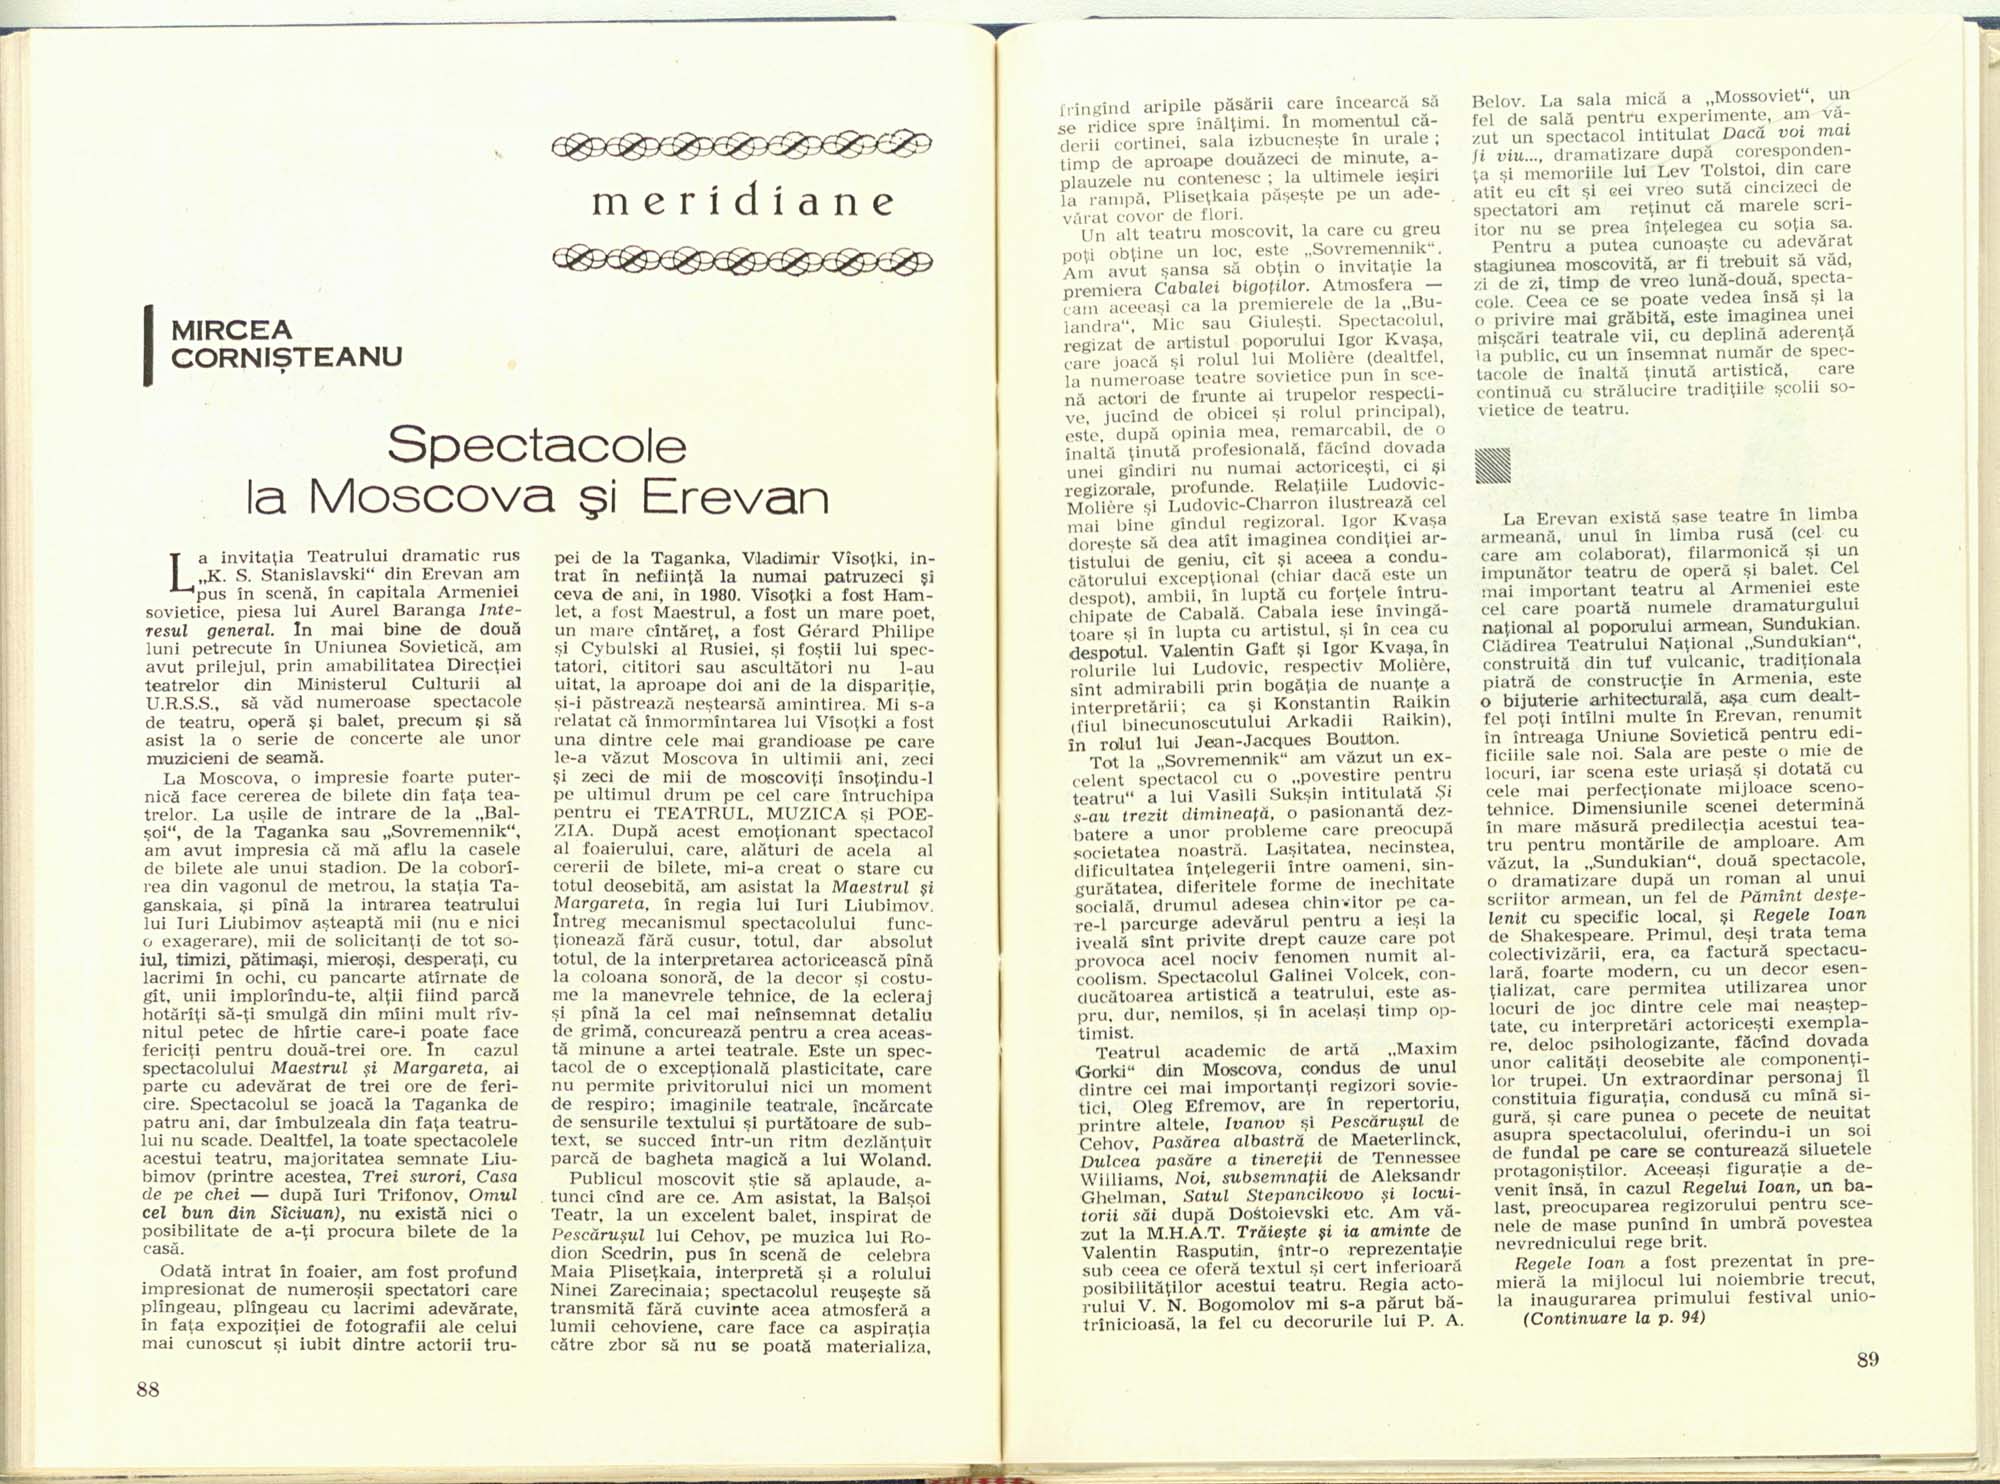 meridiane
MIRCEA
CORNIȘTEANU
Spectacole
la Moscova și Erevan
La invitația Teatrului dramatic rus
„K. S. Stanislavski“ din Erevan am
pus în scenă, în capitala Armeniei
sovietice, piesa lui Aurel Baranga Inte-
resul general. În mai bine de două
luni petrecute în Uniunea Sovietică, am
avut prilejul, prin amabilitatea Direcției
teatrelor din Ministerul Culturii al
U.R.S.S., să văd numeroase spectacole
de teatru, operă și balet, precum și să
asist la o serie de concerte ale unor
muzicieni de seamă.
La Moscova, o impresie foarte puter-
nică face cererea de bilete din fața tea-
trelor. La ușile de intrare de la „Bal-
șoi“, de la Taganka sau „Sovremennik“,
am avut impresia că mă aflu la casele
de bilete ale unui stadion. De la coborî-
rea din vagonul de metrou, la stația Ta-
ganskaia, și pînă la intrarea teatrului
lui Iuri Liubimov așteaptă mii (nu e nici
o exagerare), mii de solicitanți de tot so-
iul, timizi, pătimași, mieroși, desperați, cu
lacrimi în ochi, cu pancarte atîrnate de
gît, unii implorîndu-te, alții fiind parcă
hotărîți să-ți smulgă din mîini mult rîv-
nitul petec de hîrtie care-i poate face
fericiți pentru două-trei ore. În cazul
spectacolului Maestrul și Margareta, ai
parte cu adevărat de trei ore de feri-
cire. Spectacolul se joacă la Taganka de
patru ani, dar îmbulzeala din fața teatru-
lui nu scade. Dealtfel, la toate spectacolele
acestui teatru, majoritatea semnate Liu-
bimov (printre acestea, Trei surori, Casa
de pe chei — după Iuri Trifonov, Omul
cel bun din Sîciuan), nu există nici o
posibilitate de a-ți procura bilete de la
casă.
Odată intrat în foaier, am fost profund
impresionat de numeroșii spectatori care
plîngeau, plîngeau cu lacrimi adevărate,
în fața expoziției de fotografii ale celui
mai cunoscut și iubit dintre actorii tru-
88
pei de la Taganka, Vladimir Vîsoțki, in-
trat în neființă la numai patruzeci și
ceva de ani, în 1980. Vîsoțki a fost Ham-
let, a fost Maestrul, a fost un mare poet,
un mare cîntăreț, a fost Gérard Philipe
și Cybulski al Rusiei, și foștii lui spec-
tatori, cititori sau ascultători nu l-au
uitat, la aproape doi ani de la dispariție,
și-i păstrează neștearsă amintirea. Mi s-a
relatat că înmormîntarea lui Vîsoțki a fost
una dintre cele mai grandioase pe care
le-a văzut Moscova în ultimii ani, zeci
și zeci de mii de moscoviți însoțindu-l
pe ultimul drum pe cel care întruchipa
pentru ei TEATRUL, MUZICA și POE-
ZIA. După acest emoționant spectacol
al foaierului, care, alături de acela al
cererii de bilete, mi-a creat o stare cu
totul deosebită, am asistat la Maestrul și
Margareta, în regia lui Iuri Liubimov.
Întreg mecanismul spectacolului func-
ționează fără cusur, totul, dar absolut
totul, de la interpretarea actoricească pînă
la coloana sonoră, de la decor și costu-
me la manevrele tehnice, de la ecleraj
și pînă la cel mai neînsemnat detaliu
de grimă, concurează pentru a crea aceas-
tă minune a artei teatrale. Este un spec-
tacol de o excepțională plasticitate, care
nu permite privitorului nici un moment
de respiro; imaginile teatrale, încărcate
de sensurile textului și purtătoare de sub-
text, se succed într-un ritm dezlănțuit
parcă de bagheta magică a lui Woland.
Publicul moscovit știe să aplaude, a-
tunci cînd are ce. Am asistat, la Balșoi
Teatr, la un excelent balet, inspirat de
Pescărușul lui Cehov, pe muzica lui Ro-
dion Scedrin, pus în scenă de celebra
Maia Plisețkaia, interpretă și a rolului
Ninei Zarecinaia; spectacolul reușește să
transmită fără cuvinte acea atmosferă a
lumii cehoviene, care face ca aspirația
către zbor să nu se poată materializa,
frîngînd aripile păsării care încearcă să
se ridice spre înălțimi. În momentul că-
derii cortinei, sala izbucnește în urale ;
timp de aproape douăzeci de minute, a-
plauzele nu contenesc ; la ultimele ieșiri
la rampă, Plisețkaia pășește pe un ade-
vărat covor de flori.
Un alt teatru moscovit, la care cu greu
poți obține un loc, este „Sovremennik“.
Am avut șansa să obțin o invitație la
premiera Cabalei bigoților. Atmosfera —
cam aceeași ca la premierele de la „Bu-
landra“, Mic sau Giulești. Spectacolul,
regizat de artistul poporului Igor Kvașa,
care joacă și rolul lui Molière (dealtfel,
la numeroase teatre sovietice pun în sce-
nă actori de frunte ai trupelor respecti-
ve, jucînd de obicei și rolul principal),
este, după opinia mea, remarcabil, de o
înaltă ținută profesională, făcînd dovada
unei gîndiri nu numai actoricești, ci și
regizorale, profunde. Relațiile Ludovic-
Molière și Ludovic-Charron ilustrează cel
mai bine gîndul regizoral. Igor Kvașa
dorește să dea atît imaginea condiției ar-
tistului de geniu, cît și aceea a condu-
cătorului excepțional (chiar dacă este un
despot), ambii, în luptă cu forțele întru-
chipate de Cabală. Cabala iese învingă-
toare și în lupta cu artistul, și în cea cu
despotul. Valentin Gaft și Igor Kvașa, în
rolurile lui Ludovic, respectiv Molière,
sînt admirabili prin bogăția de nuanțe a
interpretării; ca și Konstantin Raikin
(fiul binecunoscutului Arkadii Raikin),
în rolul lui Jean-Jacques Boutton.
Tot la „Sovremennik“ am văzut un ex-
celent spectacol cu o „povestire pentru
teatru“ a lui Vasili Sukșin intitulată Și
s-au trezit dimineața, o pasionantă dez-
batere a unor probleme care preocupă
societatea noastră. Lașitatea, necinstea,
dificultatea înțelegerii între oameni, sin-
gurătatea, diferitele forme de inechitate
socială, drumul adesea chinuitor pe ca-
re-l parcurge adevărul pentru a ieși la
iveală sînt privite drept cauze care pot
provoca acel nociv fenomen numit al-
coolism. Spectacolul Galinei Volcek, con-
ducătoarea artistică a teatrului, este as-
pru, dur, nemilos, și în același timp op-
timist.
Teatrul academic de artă „Maxim
Gorki“ din Moscova, condus de unul
dintre cei mai importanți regizori sovie-
tici, Oleg Efremov, are în repertoriu,
printre altele, Ivanov și Pescărușul de
Cehov, Pasărea albastră de Maeterlinck,
Dulcea pasăre a tinereții de Tennessee
Williams, Noi, subsemnații de Aleksandr
Ghelman, Satul Stepancikovo și locui-
torii săi după Dostoievski etc. Am vă-
zut la M.H.A.T. Trăiește și ia aminte de
Valentin Rasputin, într-o reprezentație
sub ceea ce oferă textul și cert inferioară
posibilităților acestui teatru. Regia acto-
rului V. N. Bogomolov mi s-a părut bă-
trînicioasă, la fel cu decorurile lui P. A.
Belov. La sala mică a „Mossoviet“, un
fel de sală pentru experimente, am vă-
zut un spectacol intitulat Dacă voi mai
fi viu..., dramatizare după coresponden-
ța și memoriile lui Lev Tolstoi, din care
atît eu cît și cei vreo sută cincizeci de
spectatori am reținut că marele scri-
itor nu se prea înțelegea cu soția sa.
Pentru a putea cunoaște cu adevărat
stagiunea moscovită, ar fi trebuit să văd,
zi de zi, timp de vreo lună-două, specta-
cole. Ceea ce se poate vedea însă și la
o privire mai grăbită, este imaginea unei
mișcări teatrale vii, cu deplină aderență
la public, cu un însemnat număr de spec-
tacole de înaltă ținută artistică, care
continuă cu strălucire tradițiile școlii so-
vietice de teatru.
La Erevan există șase teatre în limba
armeană, unul în limba rusă (cel cu
care am colaborat), filarmonică și un
impunător teatru de operă și balet. Cel
mai important teatru al Armeniei este
cel care poartă numele dramaturgului
național al poporului armean, Sundukian.
Clădirea Teatrului Național „Sundukian“,
construită din tuf vulcanic, tradiționala
piatră de construcție în Armenia, este
o bijuterie arhitecturală, așa cum dealt-
fel poți întîlni multe în Erevan, renumit
în întreaga Uniune Sovietică pentru edi-
ficiile sale noi. Sala are peste o mie de
locuri, iar scena este uriașă și dotată cu
cele mai perfecționate mijloace sceno-
tehnice. Dimensiunile scenei determină
în mare măsură predilecția acestui tea-
tru pentru montările de amploare. Am
văzut, la „Sundukian“, două spectacole,
o dramatizare după un roman al unui
scriitor armean, un fel de Pămînt desțe-
lenit cu specific local, și Regele Ioan
de Shakespeare. Primul, deși trata tema
colectivizării, era, ca factură spectacu-
lară, foarte modern, cu un decor esen-
țializat, care permitea utilizarea unor
locuri de joc dintre cele mai neaștep-
tate, cu interpretări actoricești exempla-
re, deloc psihologizante, făcînd dovada
unor calități deosebite ale componenți-
lor trupei. Un extraordinar personaj îl
constituia figurația, condusă cu mînă si-
gură, și care punea o pecete de neuitat
asupra spectacolului, oferindu-i un soi
de fundal pe care se conturează siluetele
protagoniștilor. Aceeași figurație a de-
venit însă, în cazul Regelui Ioan, un ba-
last, preocuparea regizorului pentru sce-
nele de mase punînd în umbră povestea
nevrednicului rege brit.
Regele Ioan a fost prezentat în pre-
mieră la mijlocul lui noiembrie trecut,
la inaugurarea primului festival unio-
(Continuare la p. 94)
89